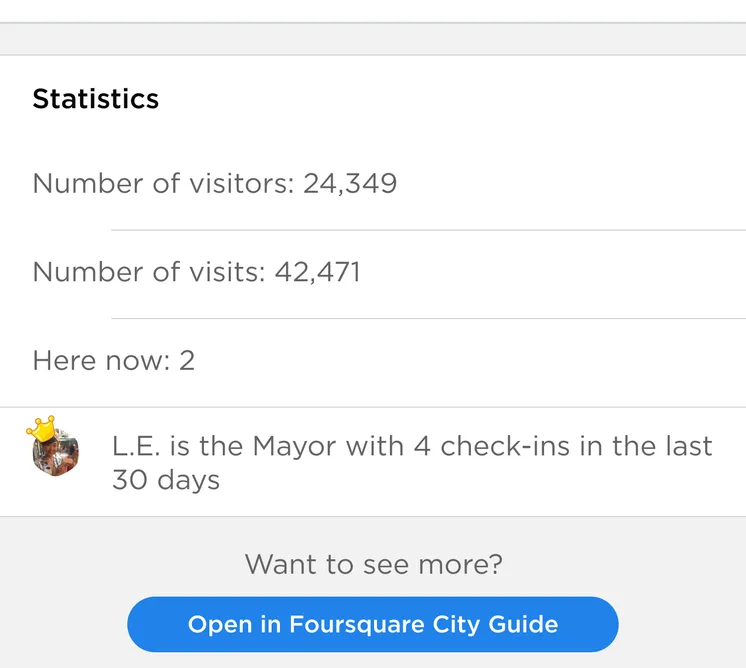 Statistics
Number of visitors: 24,349
Number of visits: 42,471
Here now: 2
L.E. is the Mayor with 4 check-ins in the last
30 days
Want to see more?
Open in Foursquare City Guide